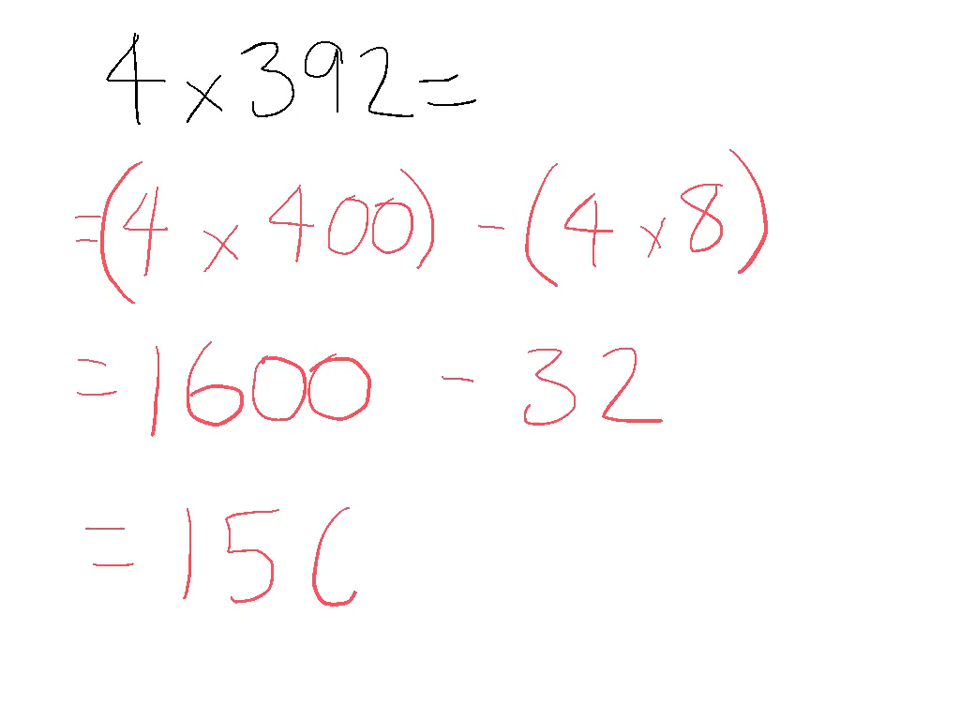 4 x 392 =
= (4 x 400) - (4 x 8)
= 1600 - 32
= 15